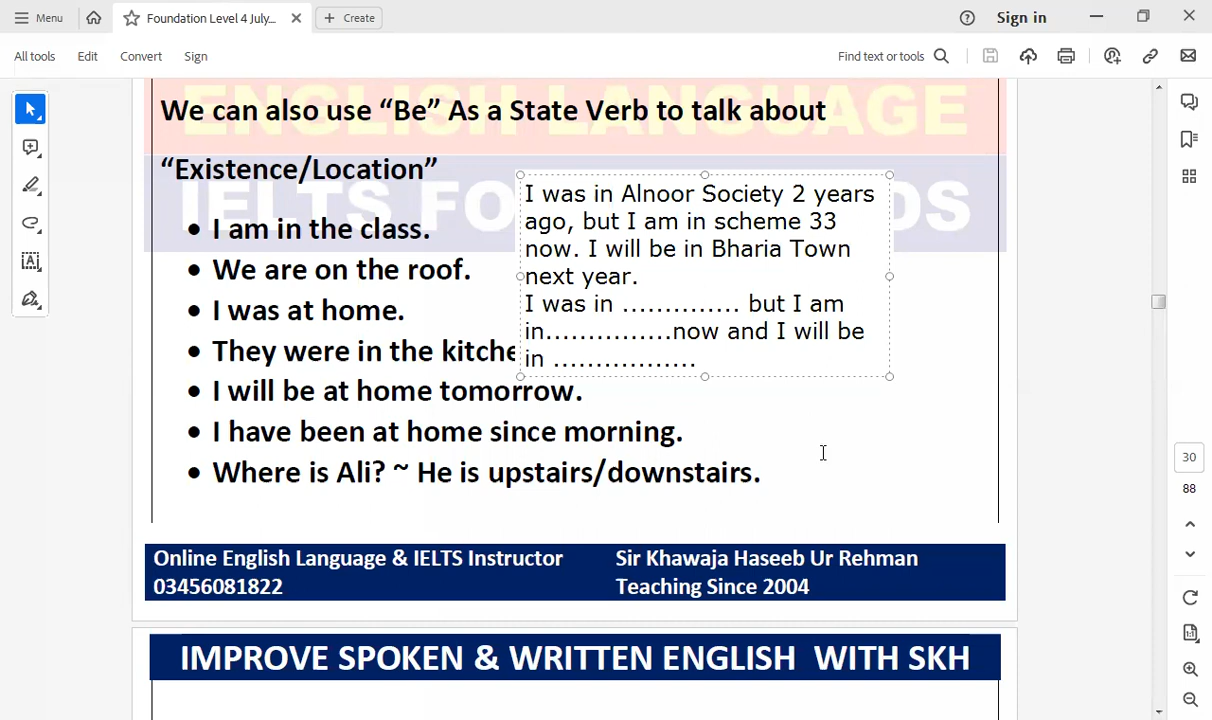 Menu
Foundation Level 4 July...
Create
Sign in
All tools
Edit
Convert
Sign
Find text or tools
ENGLISH LANGUAGE
We can also use “Be” As a State Verb to talk about
“Existence/Location”
I was in Alnoor Society 2 years
ago, but I am in scheme 33
now. I will be in Bharia Town
next year.
I was in .............. but I am
in...............now and I will be
in .................
• I am in the class.
• We are on the roof.
• I was at home.
• They were in the kitche
• I will be at home tomorrow.
• I have been at home since morning.
• Where is Ali? ~ He is upstairs/downstairs.
30
88
Online English Language & IELTS Instructor
03456081822
Sir Khawaja Haseeb Ur Rehman
Teaching Since 2004
IMPROVE SPOKEN & WRITTEN ENGLISH WITH SKH